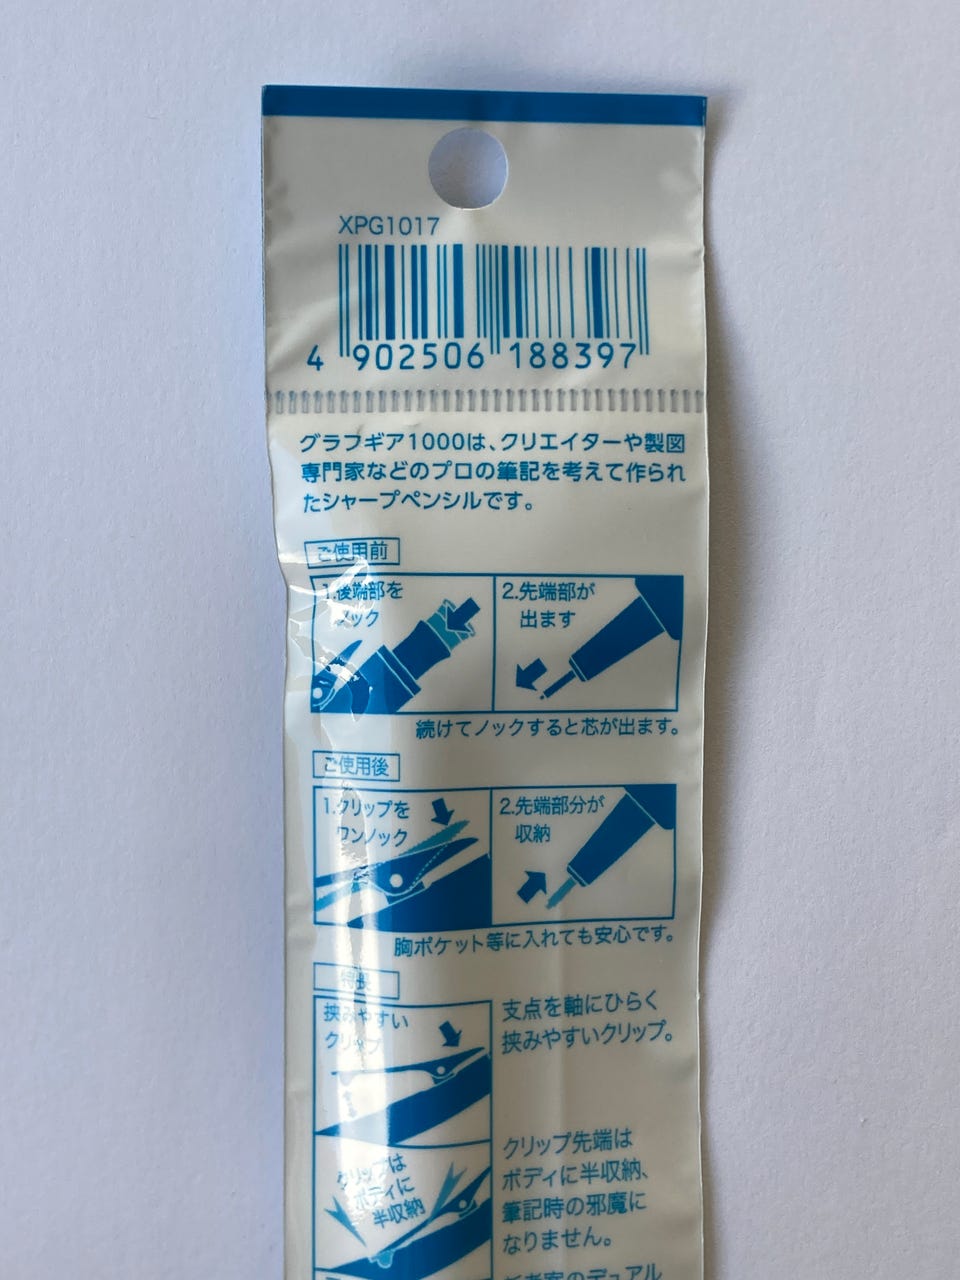 XPG1017
4 902506 188397
グラフギア1000は、クリエイターや製図
専門家などのプロの筆記を考えて作られ
たシャープペンシルです。
ご使用前
1.後端部を
ノック
2.先端部が
出ます
続けてノックすると芯が出ます。
ご使用後
1.クリップを
ワンノック
2.先端部分が
収納
胸ポケット等に入れても安心です。
特長
挟みやすい
クリップ
支点を軸にひらく
挟みやすいクリップ。
クリップは
ボディに
半収納
クリップ先端は
ボディに半収納、
筆記時の邪魔に
なりません。
考案のデュアル